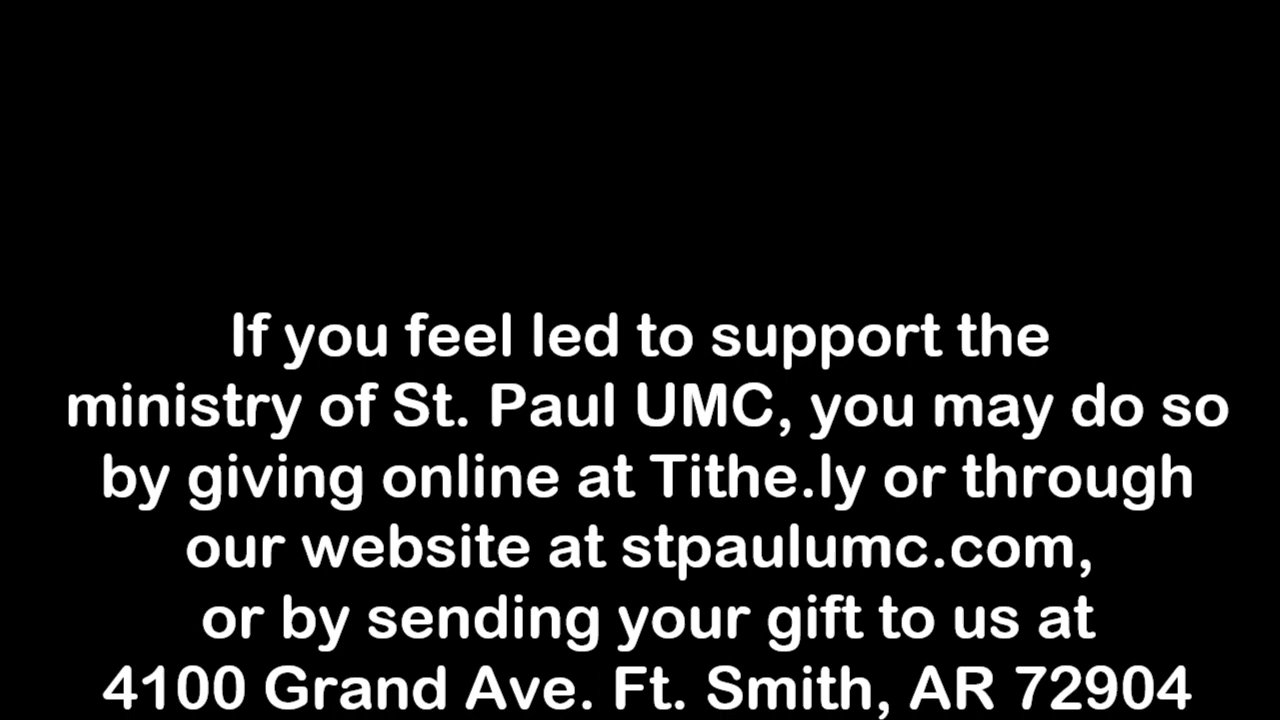 If you feel led to support the
ministry of St. Paul UMC, you may do so
by giving online at Tithe.ly or through
our website at stpaulumc.com,
or by sending your gift to us at
4100 Grand Ave. Ft. Smith, AR 72904